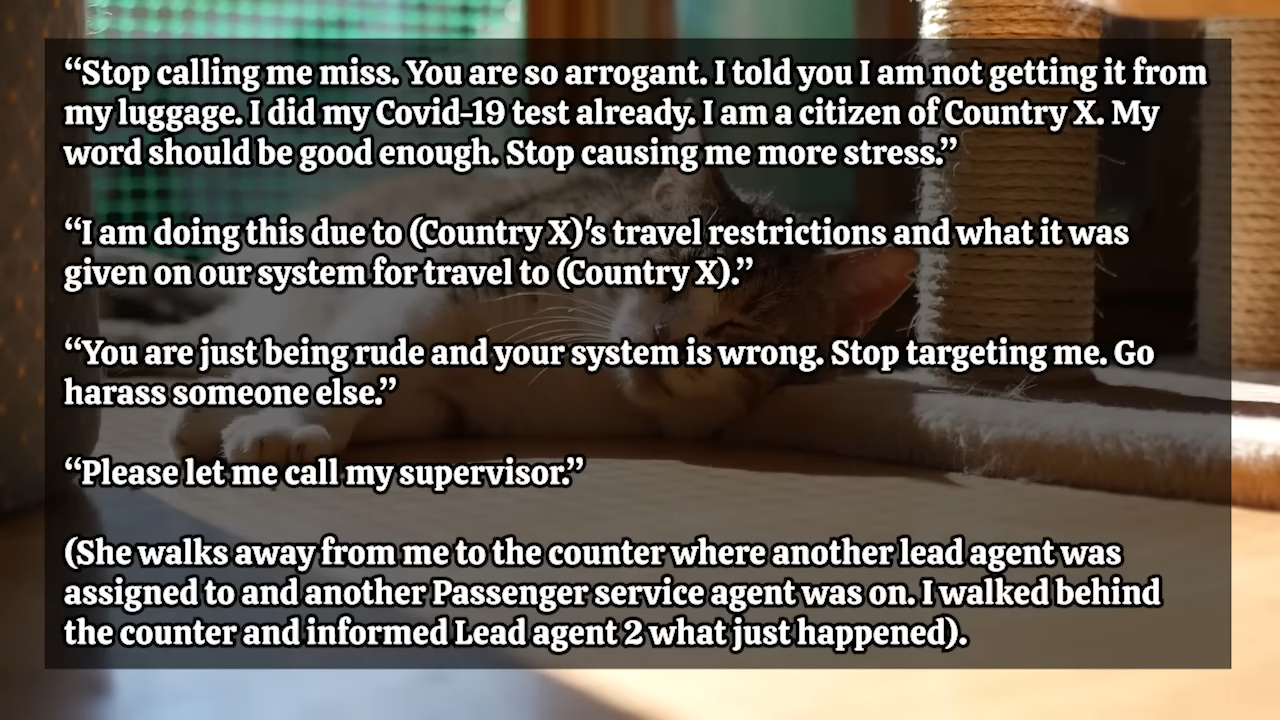 “Stop calling me miss. You are so arrogant. I told you I am not getting it from
my luggage. I did my Covid-19 test already. I am a citizen of Country X. My
word should be good enough. Stop causing me more stress.”
“I am doing this due to (Country X)'s travel restrictions and what it was
given on our system for travel to (Country X).”
“You are just being rude and your system is wrong. Stop targeting me. Go
harass someone else.”
“Please let me call my supervisor.”
(She walks away from me to the counter where another lead agent was
assigned to and another Passenger service agent was on. I walked behind
the counter and informed Lead agent 2 what just happened).